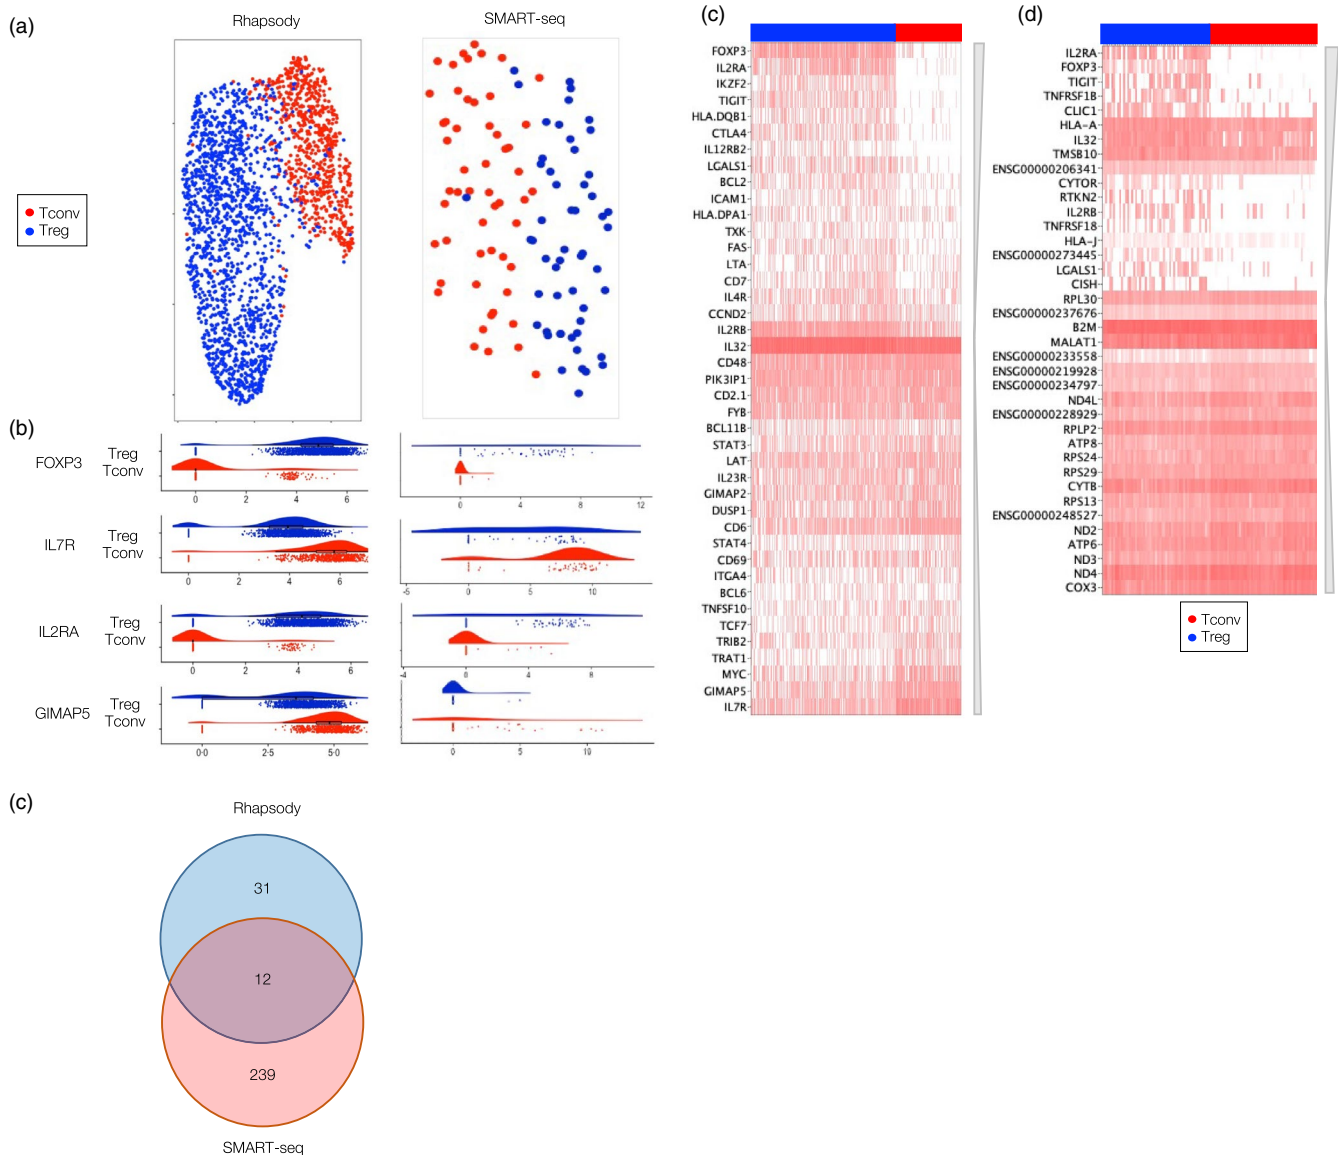 (a)
Rhapsody
SMART-seq
Tconv
Treg
(b)
FOXP3
Treg
Tconv
0 2 4 6
0 4 8 12
IL7R
Treg
Tconv
0 2 4 6
-5 0 5 10
IL2RA
Treg
Tconv
0 2 4 6
-4 0 4 8
GIMAP5
Treg
Tconv
0·0 2·5 5·0
0 5 10
(c)
Rhapsody
31
12
239
SMART-seq
(c)
FOXP3
IL2RA
IKZF2
TIGIT
HLA.DQB1
CTLA4
IL12RB2
LGALS1
BCL2
ICAM1
HLA.DPA1
TXK
FAS
LTA
CD7
IL4R
CCND2
IL2RB
IL32
CD48
PIK3IP1
CD2.1
FYB
BCL11B
STAT3
LAT
IL23R
GIMAP2
DUSP1
CD6
STAT4
CD69
ITGA4
BCL6
TNFSF10
TCF7
TRIB2
TRAT1
MYC
GIMAP5
IL7R
(d)
IL2RA
FOXP3
TIGIT
TNFRSF1B
CLIC1
HLA-A
IL32
TMSB10
ENSG00000206341
CYTOR
RTKN2
IL2RB
TNFRSF18
HLA-J
ENSG00000273445
LGALS1
CISH
RPL30
ENSG00000237676
B2M
MALAT1
ENSG00000233558
ENSG00000219928
ENSG00000234797
ND4L
ENSG00000228929
RPLP2
ATP8
RPS24
RPS29
CYTB
RPS13
ENSG00000248527
ND2
ATP6
ND3
ND4
COX3
Tconv
Treg